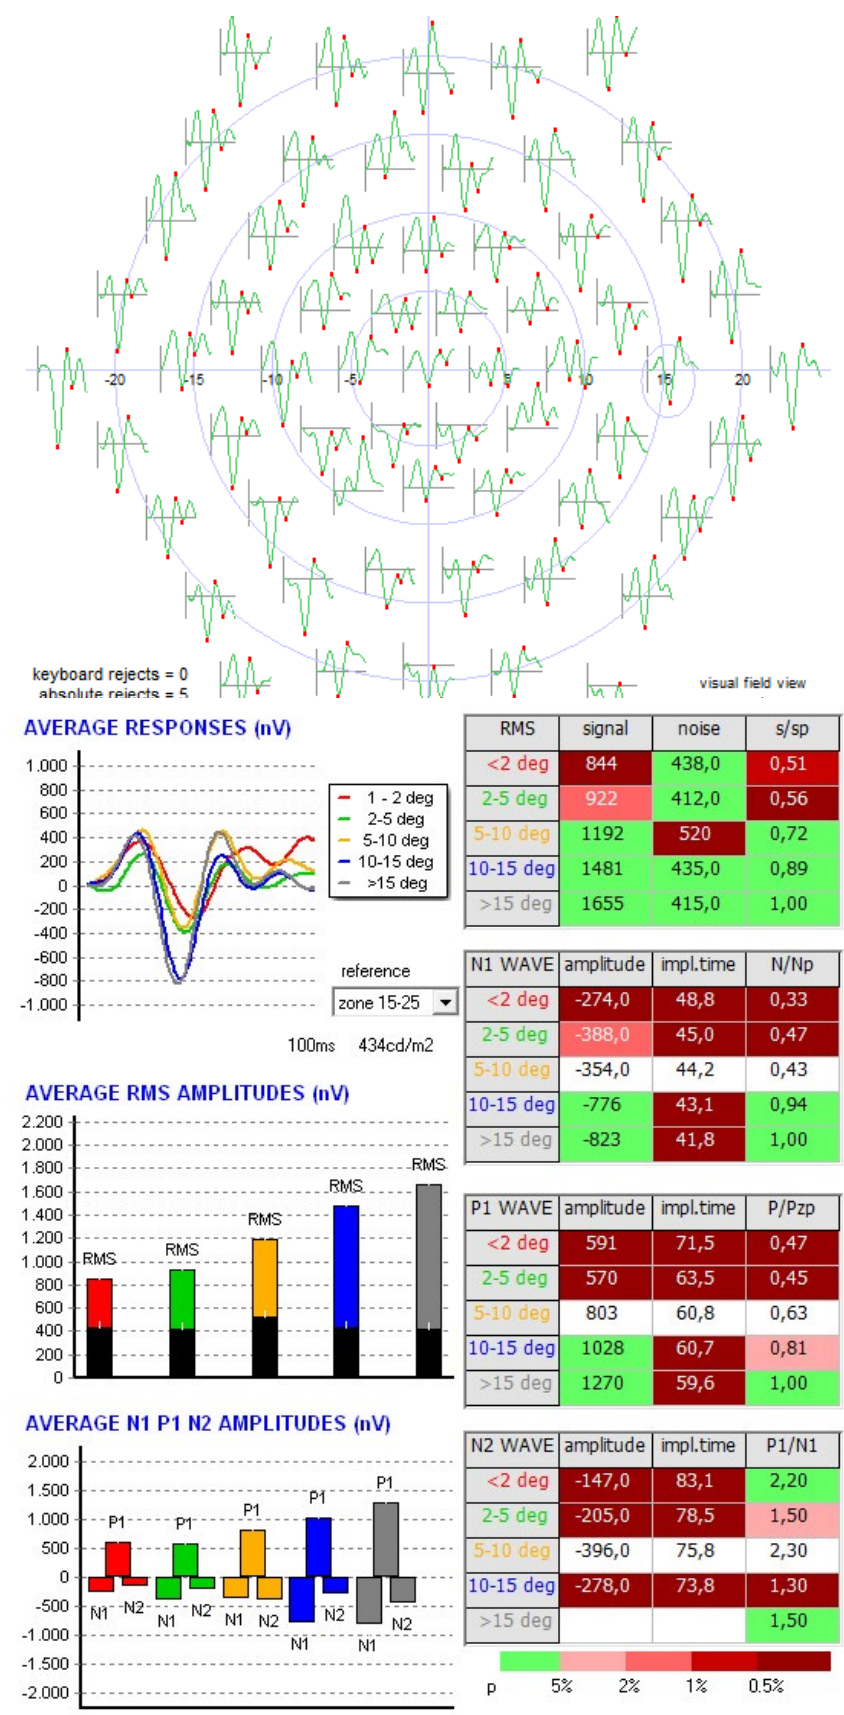 -20 -15 -10 -5 5 10 15 20
keyboard rejects = 0
absolute rejects = 5
visual field view
AVERAGE RESPONSES (nV)
1.000
800
600
400
200
0
-200
-400
-600
-800
-1.000
1 - 2 deg
2-5 deg
5-10 deg
10-15 deg
>15 deg
reference
zone 15-25
100ms 434cd/m2
RMS signal noise s/sp
<2 deg 844 438,0 0,51
2-5 deg 922 412,0 0,56
5-10 deg 1192 520 0,72
10-15 deg 1481 435,0 0,89
>15 deg 1655 415,0 1,00
N1 WAVE amplitude impl.time N/Np
<2 deg -274,0 48,8 0,33
2-5 deg -388,0 45,0 0,47
5-10 deg -354,0 44,2 0,43
10-15 deg -776 43,1 0,94
>15 deg -823 41,8 1,00
AVERAGE RMS AMPLITUDES (nV)
2.200
2.000
1.800
1.600
1.400
1.200
1.000
800
600
400
200
0
RMS RMS RMS RMS RMS
P1 WAVE amplitude impl.time P/Pzp
<2 deg 591 71,5 0,47
2-5 deg 570 63,5 0,45
5-10 deg 803 60,8 0,63
10-15 deg 1028 60,7 0,81
>15 deg 1270 59,6 1,00
AVERAGE N1 P1 N2 AMPLITUDES (nV)
2.000
1.500
1.000
500
0
-500
-1.000
-1.500
-2.000
P1 P1 P1 P1 P1
N1 N2 N1 N2 N1 N2 N1 N2 N1 N2
N2 WAVE amplitude impl.time P1/N1
<2 deg -147,0 83,1 2,20
2-5 deg -205,0 78,5 1,50
5-10 deg -396,0 75,8 2,30
10-15 deg -278,0 73,8 1,30
>15 deg 1,50
p 5% 2% 1% 0.5%